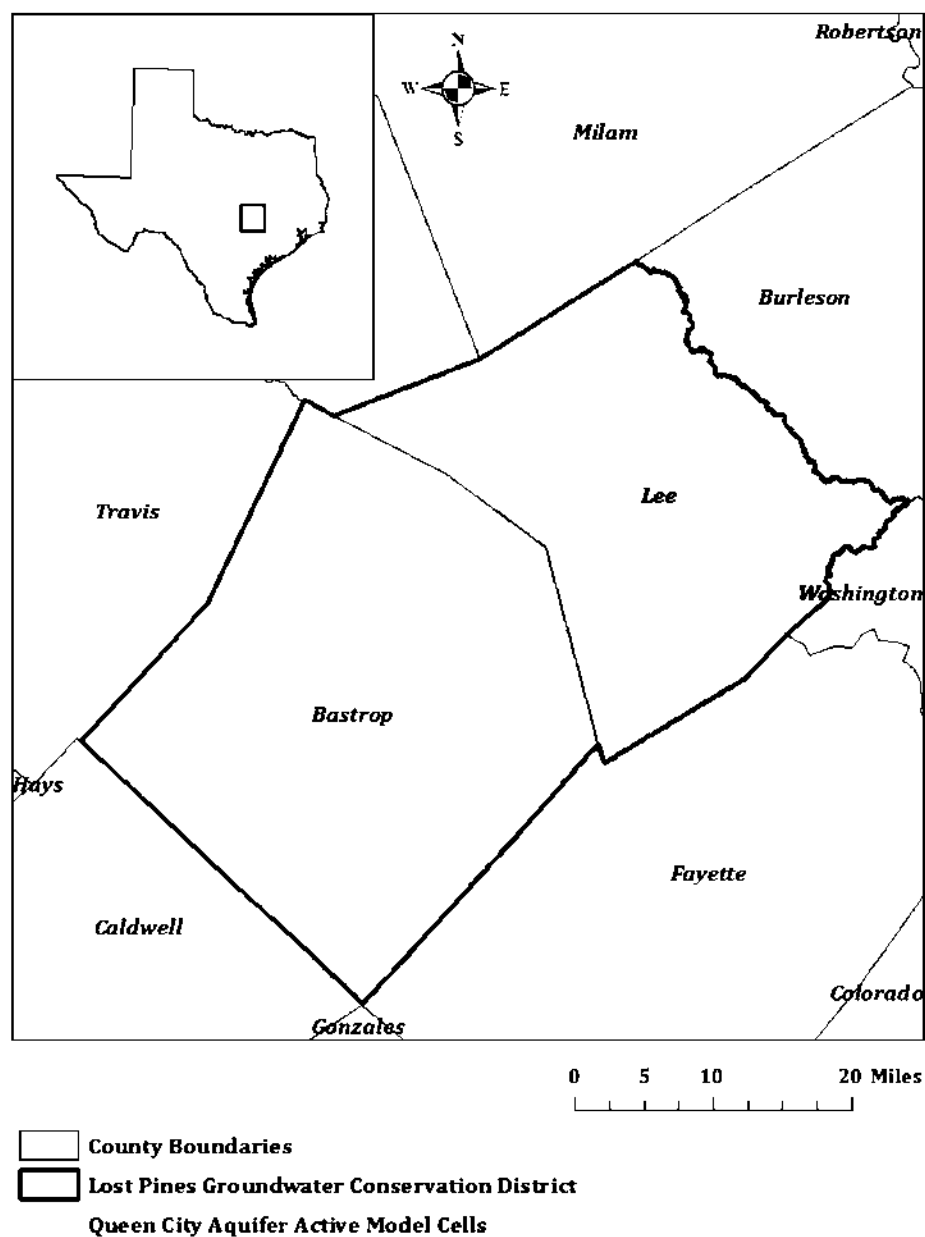 Robertson
N
W E
S
Milam
Burleson
Travis
Lee
Washington
Bastrop
Hays
Fayette
Caldwell
Colorado
Gonzales
0 5 10 20 Miles
County Boundaries
Lost Pines Groundwater Conservation District
Queen City Aquifer Active Model Cells